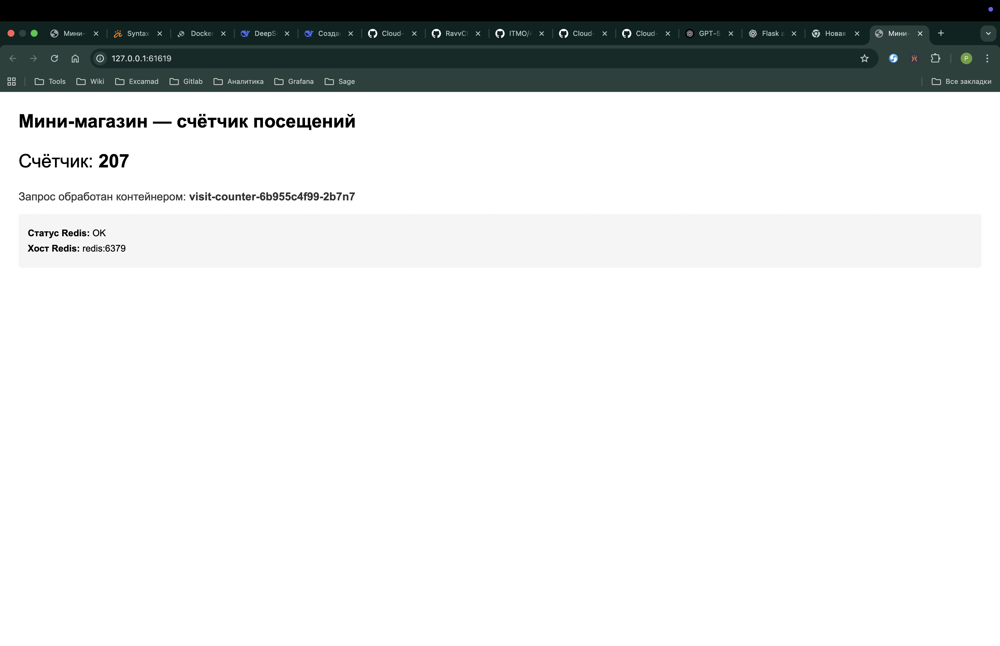 Мини-
Syntax
Docker
DeepS
Созда
Cloud-
RavvC
ITMO/
Cloud-
Cloud-
GPT-5
Flask a
Новая
Мини-
127.0.0.1:61619
P
Tools
Wiki
Excamad
Gitlab
Аналитика
Grafana
Sage
Все закладки
Мини-магазин — счётчик посещений
Счётчик: 207
Запрос обработан контейнером: visit-counter-6b955c4f99-2b7n7
Статус Redis: OK
Хост Redis: redis:6379